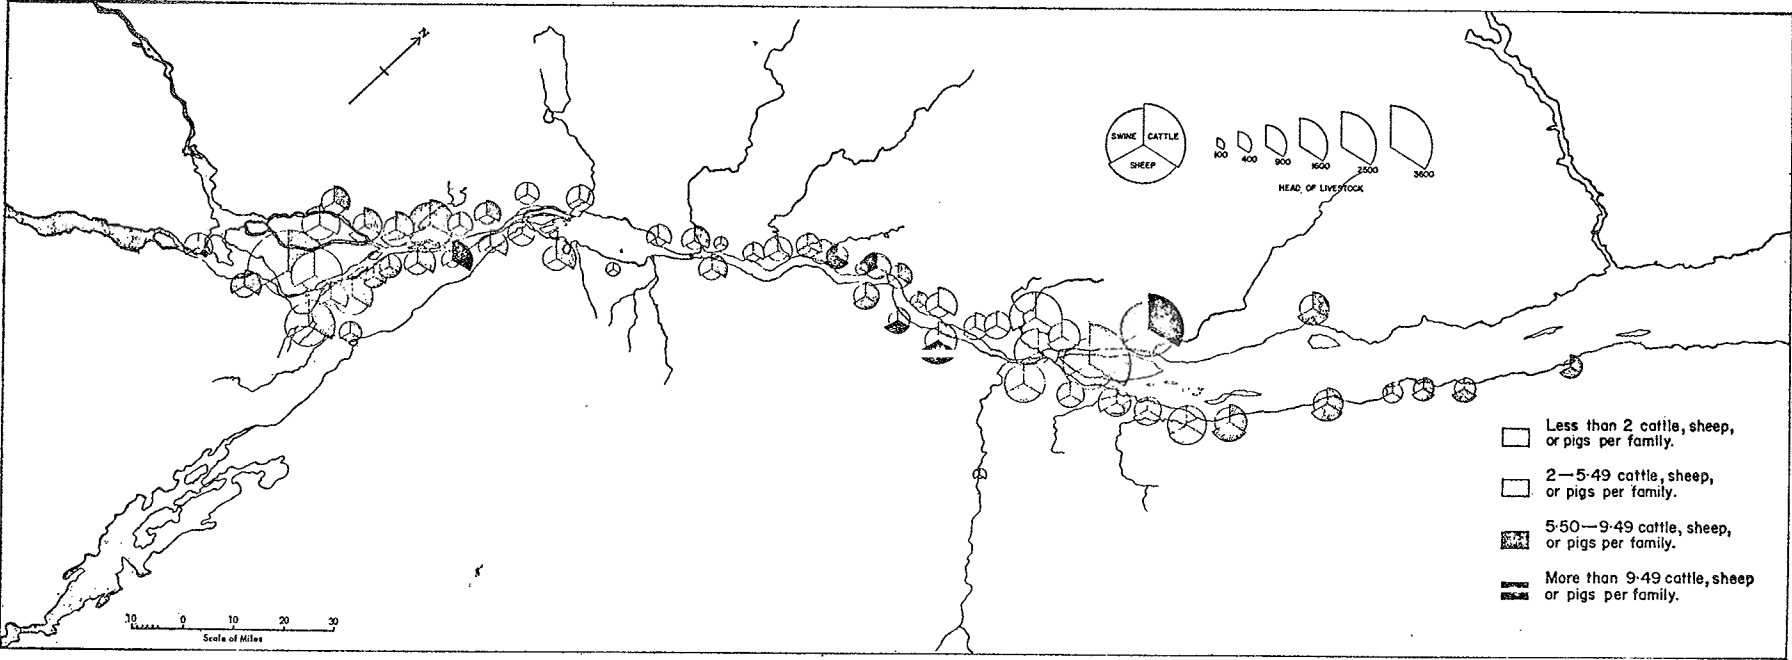 N
SWINE CATTLE
SHEEP
100 400 900 1600 2500 3600
HEAD OF LIVESTOCK
Less than 2 cattle, sheep,
or pigs per family.
2—5·49 cattle, sheep,
or pigs per family.
5·50—9·49 cattle, sheep,
or pigs per family.
More than 9·49 cattle, sheep
or pigs per family.
10 0 10 20 30
Scale of Miles